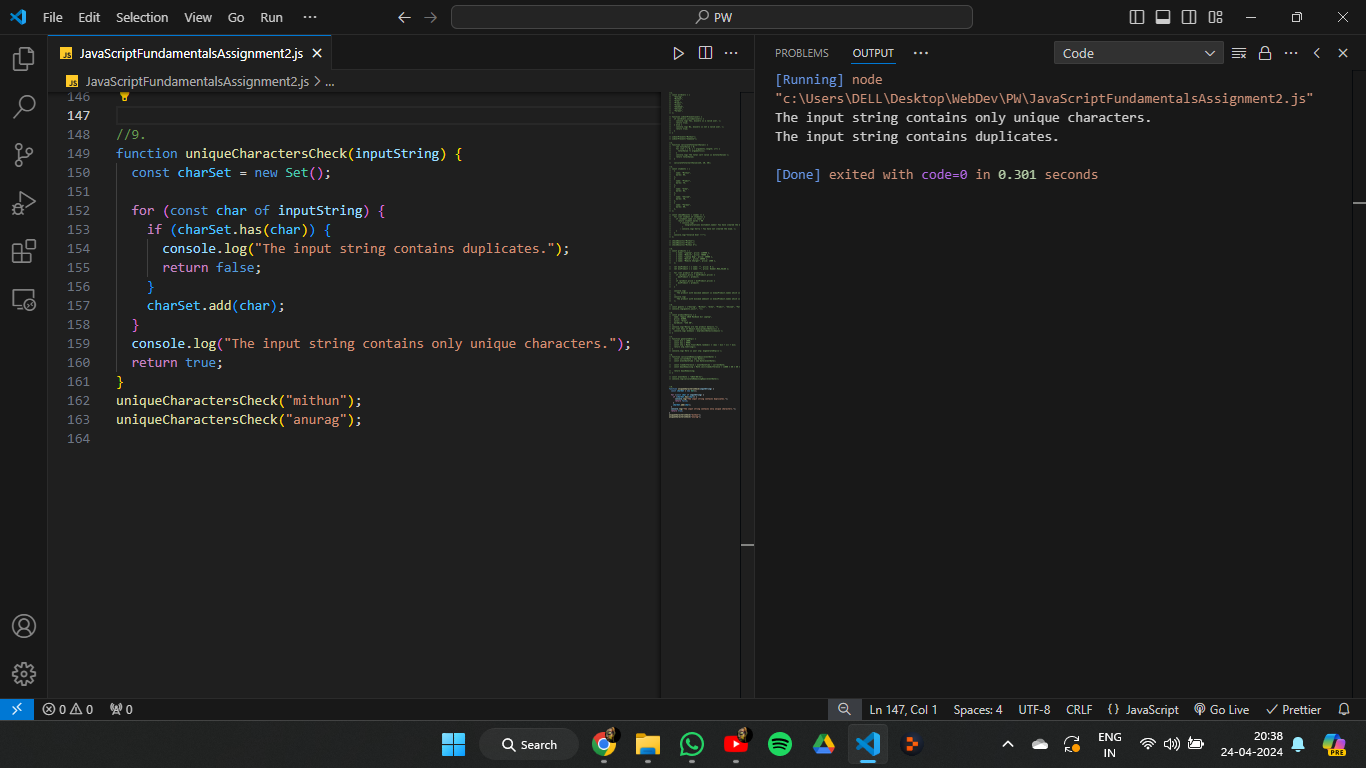 File Edit Selection View Go Run ···
PW
JS JavaScriptFundamentalsAssignment2.js
JS JavaScriptFundamentalsAssignment2.js > ...
146
147
148 //9.
149 function uniqueCharactersCheck(inputString) {
150 const charSet = new Set();
151
152 for (const char of inputString) {
153 if (charSet.has(char)) {
154 console.log("The input string contains duplicates.");
155 return false;
156 }
157 charSet.add(char);
158 }
159 console.log("The input string contains only unique characters.");
160 return true;
161 }
162 uniqueCharactersCheck("mithun");
163 uniqueCharactersCheck("anurag");
164
PROBLEMS OUTPUT ··· Code
[Running] node
"c:\Users\DELL\Desktop\WebDev\PW\JavaScriptFundamentalsAssignment2.js"
The input string contains only unique characters.
The input string contains duplicates.
[Done] exited with code=0 in 0.301 seconds
0 0 0 Ln 147, Col 1 Spaces: 4 UTF-8 CRLF {} JavaScript Go Live Prettier
Search
ENG
IN
20:38
24-04-2024
PRE